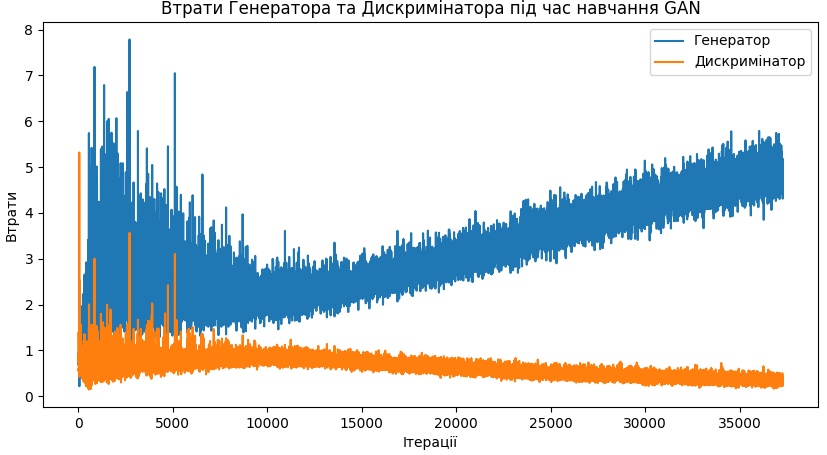 Втрати Генератора та Дискримінатора під час навчання GAN
Генератор
Дискримінатор
Втрати
8
7
6
5
4
3
2
1
0
0 5000 10000 15000 20000 25000 30000 35000
Ітерації